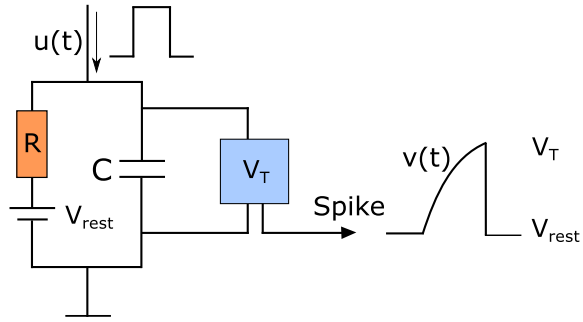 u(t)
R
C
V_T
V_rest
Spike
v(t)
V_T
V_rest